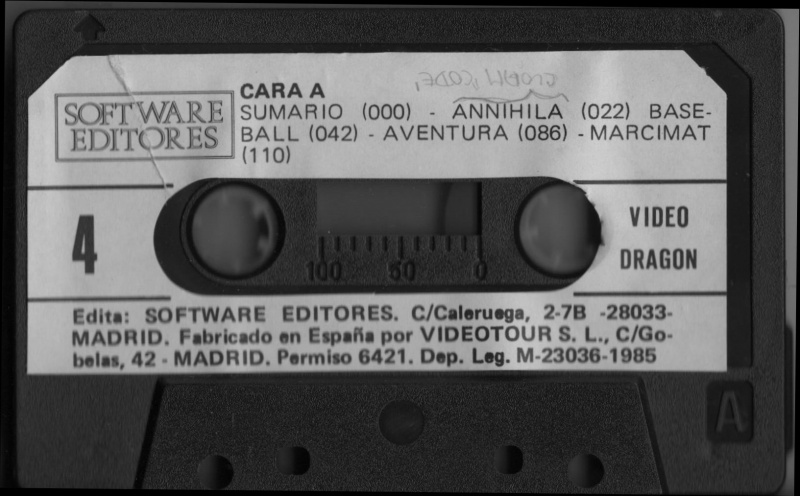 CARA A
SOFTWARE
EDITORES
SUMARIO (000) - ANNIHILA (022) BASE-
BALL (042) - AVENTURA (086) - MARCIMAT
(110)
4
VIDEO
DRAGON
100 50 0
Edita: SOFTWARE EDITORES. C/Caleruega, 2-7B -28033-
MADRID. Fabricado en España por VIDEOTOUR S. L., C/Go-
belas, 42 - MADRID. Permiso 6421. Dep. Leg. M-23036-1985
A